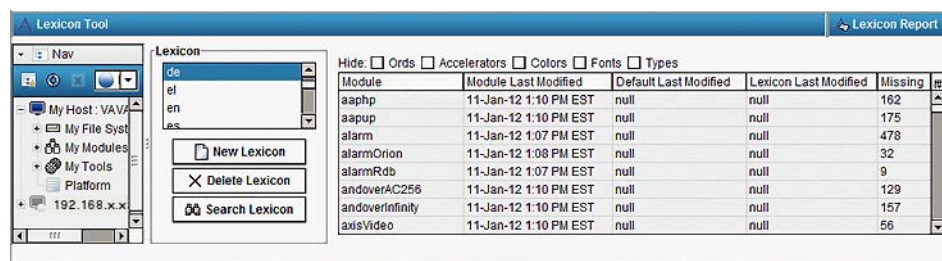 Lexicon Tool
Lexicon Report
Nav
My Host : VAVA
My File Syst
My Modules
My Tools
Platform
192.168.x.x
Lexicon
de
el
en
es
New Lexicon
Delete Lexicon
Search Lexicon
Hide: Ords Accelerators Colors Fonts Types
Module Module Last Modified Default Last Modified Lexicon Last Modified Missing
aaphp 11-Jan-12 1:10 PM EST null null 162
aapup 11-Jan-12 1:10 PM EST null null 175
alarm 11-Jan-12 1:07 PM EST null null 478
alarmOrion 11-Jan-12 1:08 PM EST null null 32
alarmRdb 11-Jan-12 1:07 PM EST null null 9
andoverAC256 11-Jan-12 1:10 PM EST null null 129
andoverInfinity 11-Jan-12 1:10 PM EST null null 157
axisVideo 11-Jan-12 1:10 PM EST null null 56